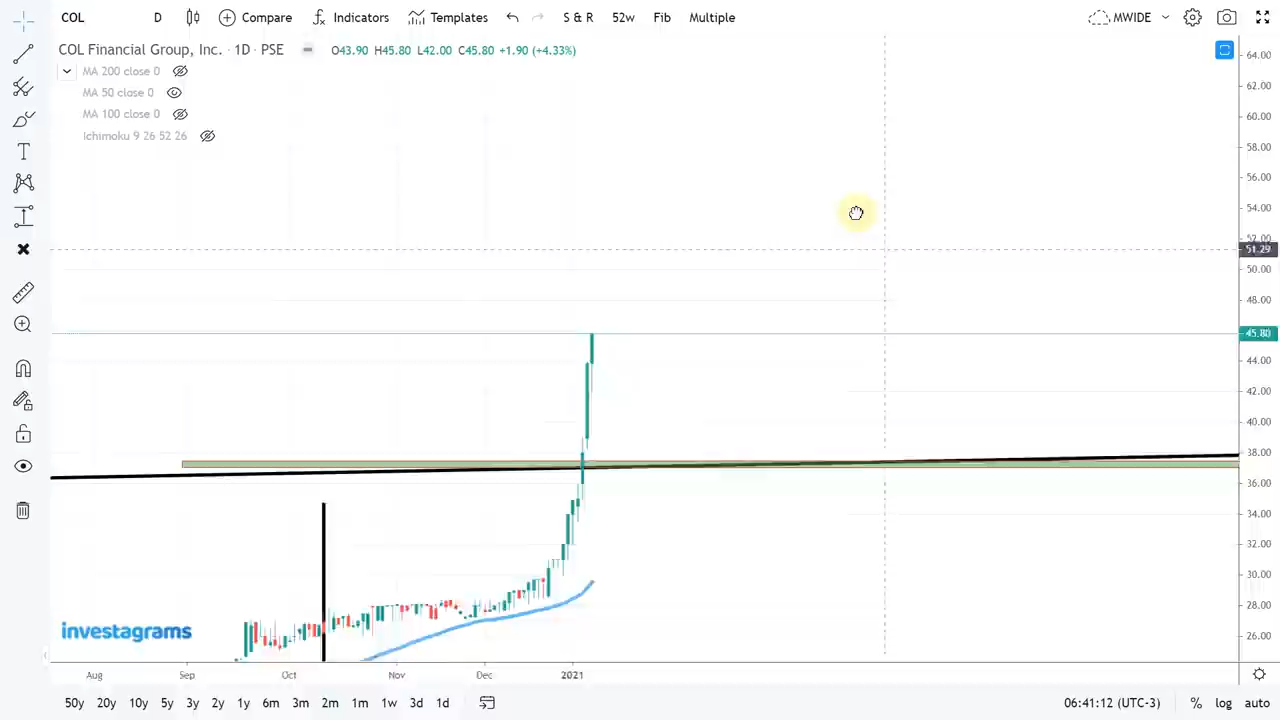 COL D Compare Indicators Templates S & R 52w Fib Multiple MWIDE
COL Financial Group, Inc. · 1D · PSE O43.90 H45.80 L42.00 C45.80 +1.90 (+4.33%)
MA 200 close 0
MA 50 close 0
MA 100 close 0
Ichimoku 9 26 52 26
64.00
62.00
60.00
58.00
56.00
54.00
52.00
51.29
50.00
48.00
45.80
44.00
42.00
40.00
38.00
36.00
34.00
32.00
30.00
28.00
26.00
investagrams
Aug Sep Oct Nov Dec 2021
50y 20y 10y 5y 3y 2y 1y 6m 3m 2m 1m 1w 3d 1d 06:41:12 (UTC-3) % log auto